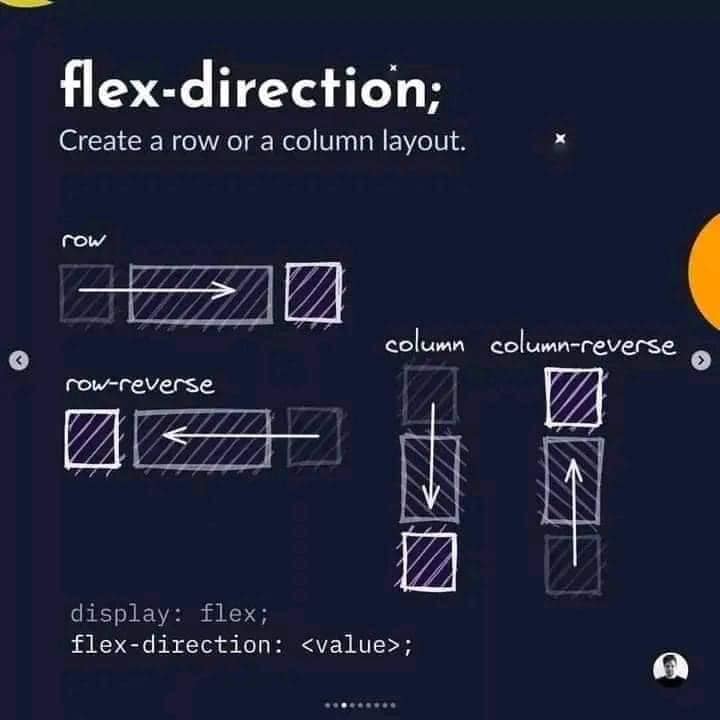 flex-direction;
Create a row or a column layout.
row
row-reverse
column
column-reverse
display: flex;
flex-direction: <value>;